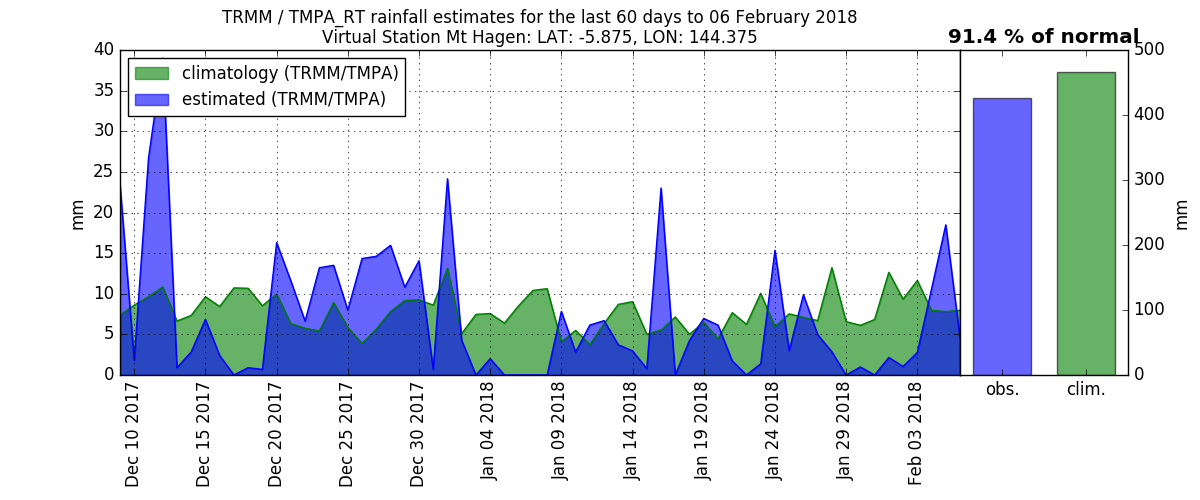 TRMM / TMPA_RT rainfall estimates for the last 60 days to 06 February 2018
Virtual Station Mt Hagen: LAT: -5.875, LON: 144.375
91.4 % of normal
climatology (TRMM/TMPA)
estimated (TRMM/TMPA)
40
35
30
25
20
15
10
5
0
mm
Dec 10 2017
Dec 15 2017
Dec 20 2017
Dec 25 2017
Dec 30 2017
Jan 04 2018
Jan 09 2018
Jan 14 2018
Jan 19 2018
Jan 24 2018
Jan 29 2018
Feb 03 2018
obs.
clim.
500
400
300
200
100
0
mm